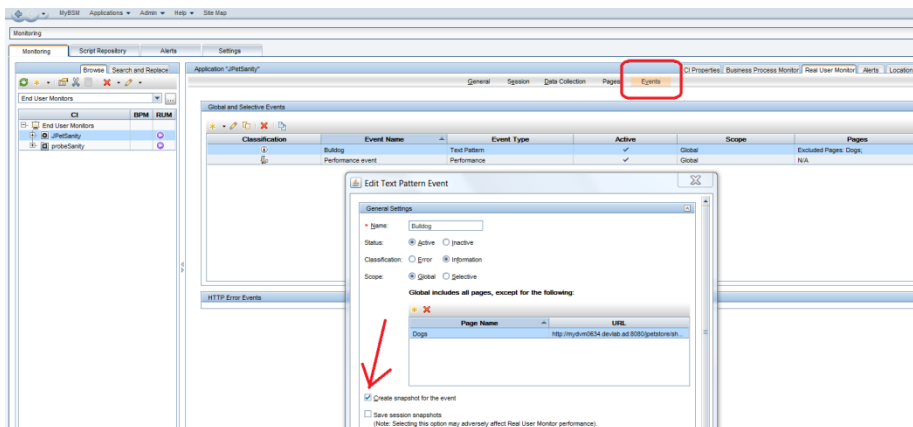 MyBSM Applications Admin Help Site Map
Monitoring
Monitoring Script Repository Alerts Settings
Browse Search and Replace
Application "JPetSanity"
CI Properties Business Process Monitor Real User Monitor Alerts Location
General Session Data Collection Pages Events
End User Monitors
CI BPM RUM
End User Monitors
JPetSanity
probeSanity
Global and Selective Events
Classification Event Name Event Type Active Scope Pages
Bulldog Text Pattern Global Excluded Pages: Dogs;
Performance event Performance Global N/A
Edit Text Pattern Event
General Settings
* Name: Bulldog
Status: Active Inactive
Classification: Error Information
Scope: Global Selective
Global includes all pages, except for the following:
Page Name URL
Dogs http://mydvm0634.devlab.ad:8080/jpetstore/sh...
Create snapshot for the event
Save session snapshots
(Note: Selecting this option may adversely affect Real User Monitor performance).
HTTP Error Events